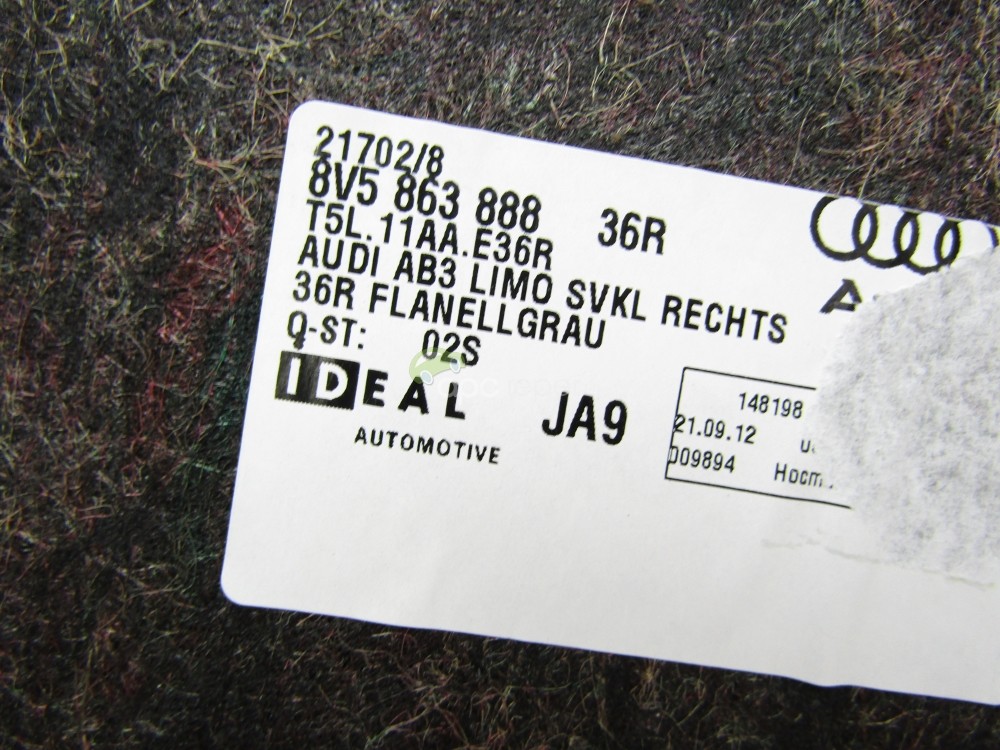 21702/8
8V5 863 888 36R
T5L.11AA.E36R
AUDI AB3 LIMO SVKL RECHTS
36R FLANELLGRAU
Q-ST: 02S
IDEAL
AUTOMOTIVE
JA9
148198
21.09.12
D09894